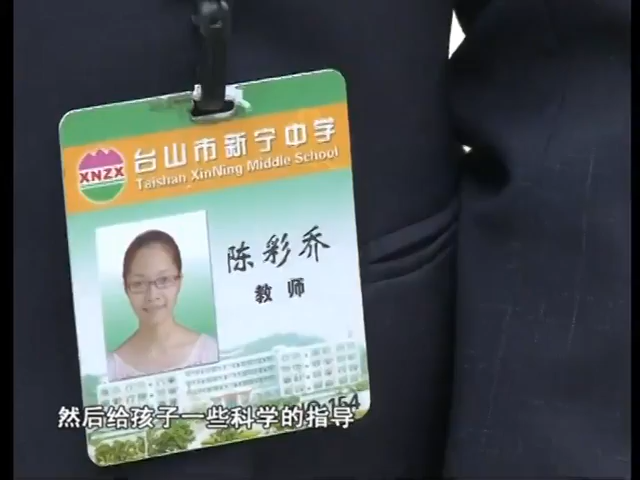 台山市新宁中学
XNZX
Taishan XinNing Middle School
陈彩乔
教师
154
然后给孩子一些科学的指导